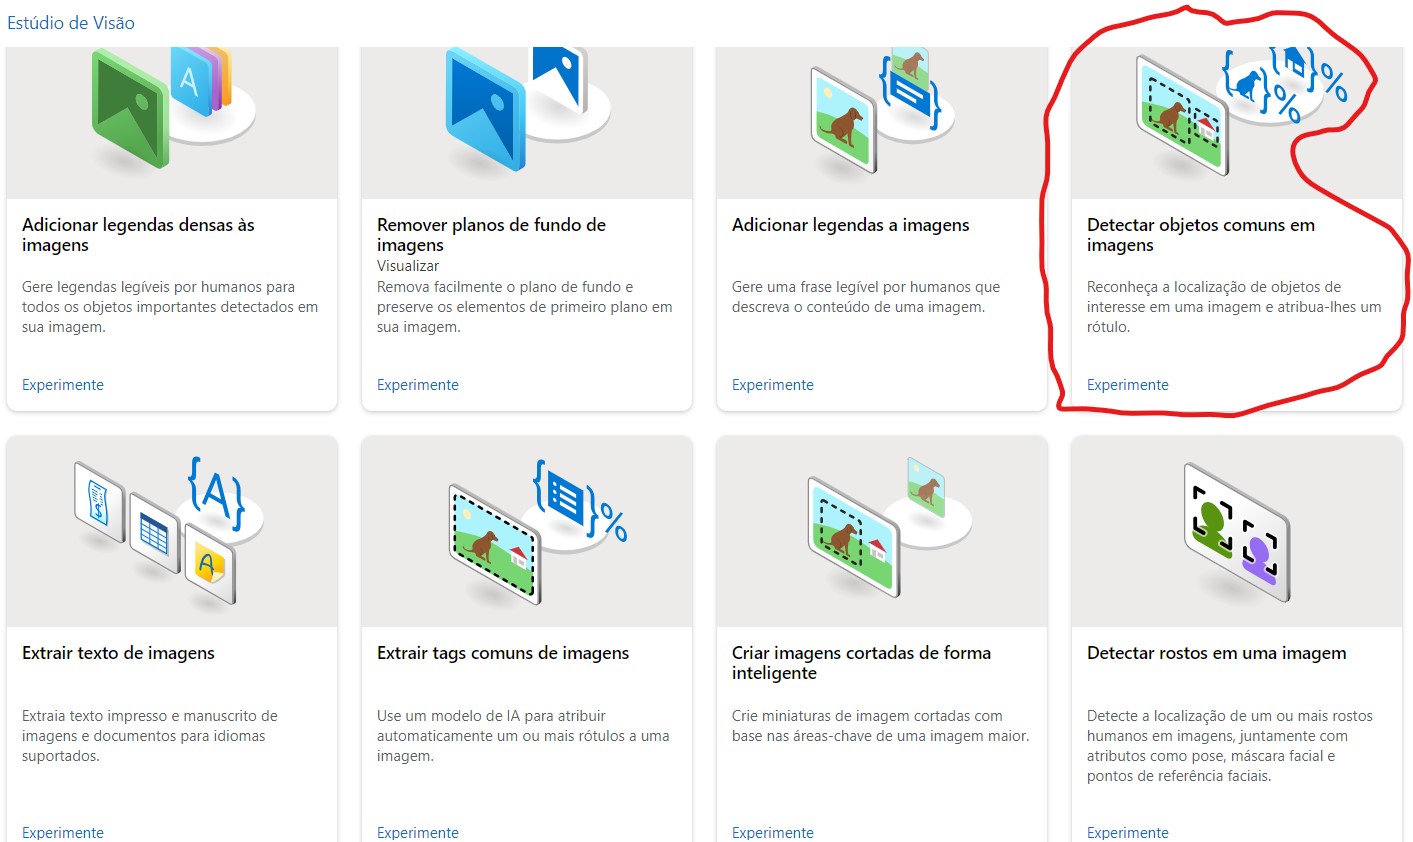 Estúdio de Visão
A
Adicionar legendas densas às
imagens
Gere legendas legíveis por humanos para
todos os objetos importantes detectados em
sua imagem.
Experimente
Remover planos de fundo de
imagens
Visualizar
Remova facilmente o plano de fundo e
preserve os elementos de primeiro plano em
sua imagem.
Experimente
{ }
Adicionar legendas a imagens
Gere uma frase legível por humanos que
descreva o conteúdo de uma imagem.
Experimente
{ }% { }%
Detectar objetos comuns em
imagens
Reconheça a localização de objetos de
interesse em uma imagem e atribua-lhes um
rótulo.
Experimente
$
A
{A}
Extrair texto de imagens
Extraia texto impresso e manuscrito de
imagens e documentos para idiomas
suportados.
Experimente
{ }%
Extrair tags comuns de imagens
Use um modelo de IA para atribuir
automaticamente um ou mais rótulos a uma
imagem.
Experimente
Criar imagens cortadas de forma
inteligente
Crie miniaturas de imagem cortadas com
base nas áreas-chave de uma imagem maior.
Experimente
Detectar rostos em uma imagem
Detecte a localização de um ou mais rostos
humanos em imagens, juntamente com
atributos como pose, máscara facial e
pontos de referência faciais.
Experimente